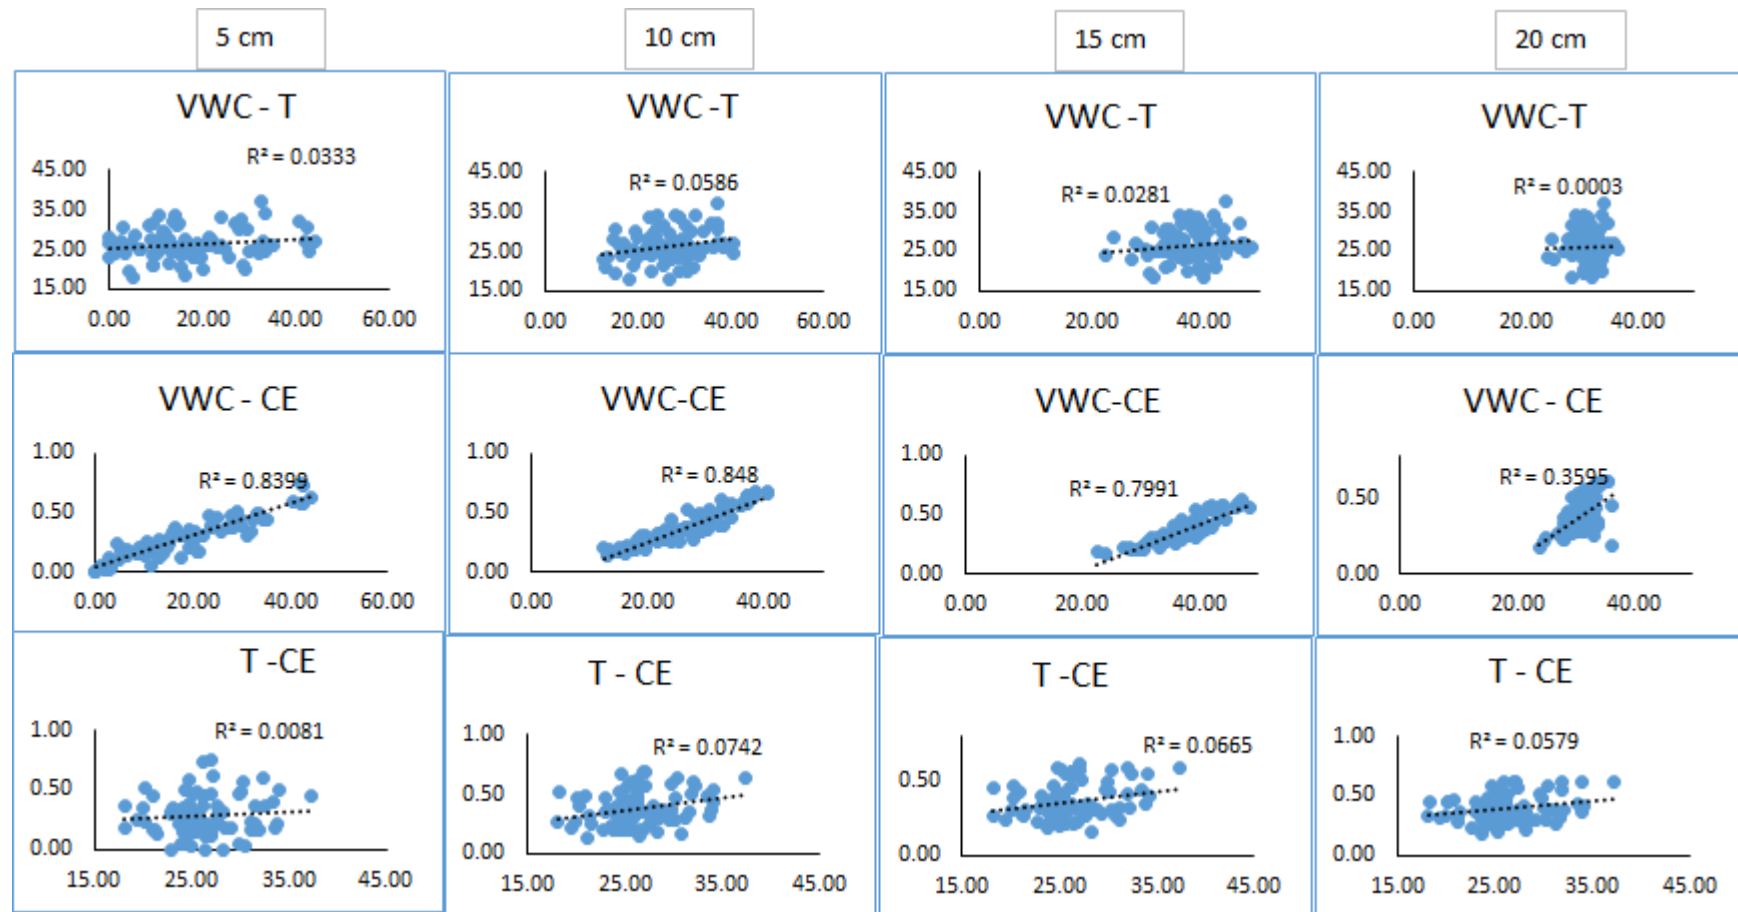 5 cm
10 cm
15 cm
20 cm
VWC - T
R² = 0.0333
45.00
35.00
25.00
15.00
0.00 20.00 40.00 60.00
VWC -T
R² = 0.0586
45.00
35.00
25.00
15.00
0.00 20.00 40.00 60.00
VWC -T
R² = 0.0281
45.00
35.00
25.00
15.00
0.00 20.00 40.00
VWC-T
R² = 0.0003
45.00
35.00
25.00
15.00
0.00 20.00 40.00
VWC - CE
R² = 0.8399
1.00
0.50
0.00
0.00 20.00 40.00 60.00
VWC-CE
R² = 0.848
1.00
0.50
0.00
0.00 20.00 40.00
VWC-CE
R² = 0.7991
1.00
0.50
0.00
0.00 20.00 40.00
VWC - CE
R² = 0.3595
0.50
0.00
0.00 20.00 40.00
T -CE
R² = 0.0081
1.00
0.50
0.00
15.00 25.00 35.00 45.00
T - CE
R² = 0.0742
1.00
0.50
0.00
15.00 25.00 35.00 45.00
T -CE
R² = 0.0665
0.50
0.00
15.00 25.00 35.00 45.00
T - CE
R² = 0.0579
1.00
0.50
0.00
15.00 25.00 35.00 45.00